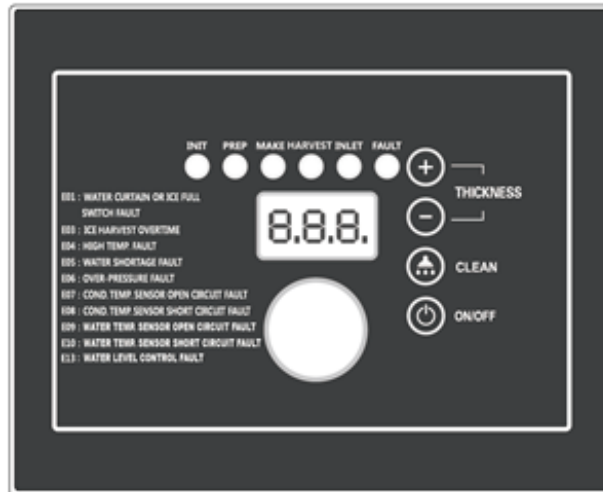 INIT PREP MAKE HARVEST INLET FAULT
THICKNESS
8.8.8.
CLEAN
ON/OFF
E01 : WATER CURTAIN OR ICE FULL
SWITCH FAULT
E03 : ICE HARVEST OVERTIME
E04 : HIGH TEMP. FAULT
E05 : WATER SHORTAGE FAULT
E06 : OVER-PRESSURE FAULT
E07 : COND. TEMP. SENSOR OPEN CIRCUIT FAULT
E08 : COND. TEMP. SENSOR SHORT CIRCUIT FAULT
E09 : WATER TEMP. SENSOR OPEN CIRCUIT FAULT
E10 : WATER TEMP. SENSOR SHORT CIRCUIT FAULT
E13 : WATER LEVEL CONTROL FAULT